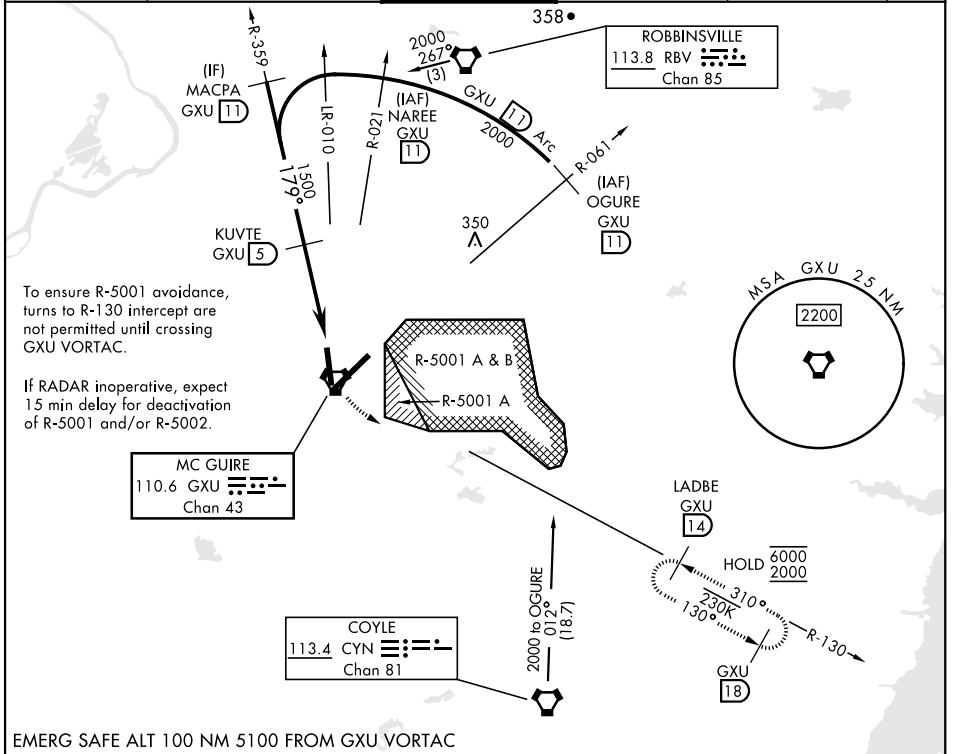 358
ROBBINSVILLE
113.8 RBV
Chan 85
2000
267°
(3)
R-359
(IF)
MACPA
GXU 11
LR-010
R-021
(IAF)
NAREE
GXU
11
GXU 11 Arc
2000
R-061
(IAF)
OGURE
GXU
11
1500
179°
350
KUVTE
GXU 5
To ensure R-5001 avoidance,
turns to R-130 intercept are
not permitted until crossing
GXU VORTAC.
If RADAR inoperative, expect
15 min delay for deactivation
of R-5001 and/or R-5002.
R-5001 A & B
R-5001 A
MSA GXU 25 NM
2200
MC GUIRE
110.6 GXU
Chan 43
LADBE
GXU
14
HOLD 6000
2000
310°
230K
130°
R-130
GXU
18
2000 to OGURE
012°
(18.7)
COYLE
113.4 CYN
Chan 81
EMERG SAFE ALT 100 NM 5100 FROM GXU VORTAC